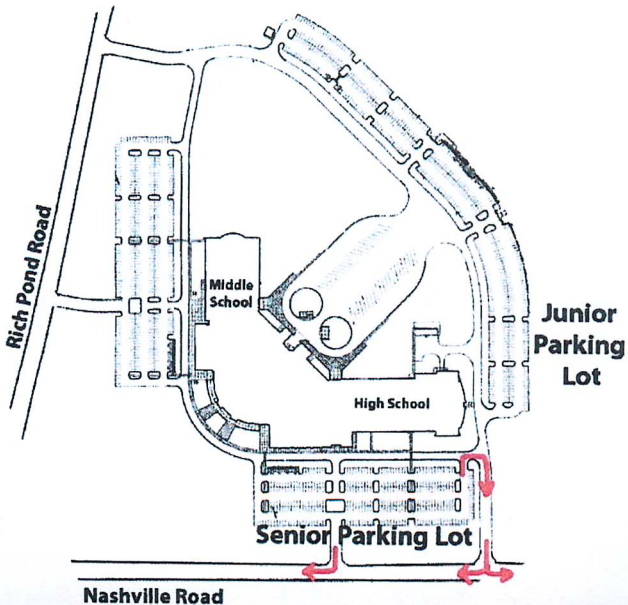 Rich Pond Road
Middle
School
Junior
Parking
Lot
High School
Senior Parking Lot
Nashville Road